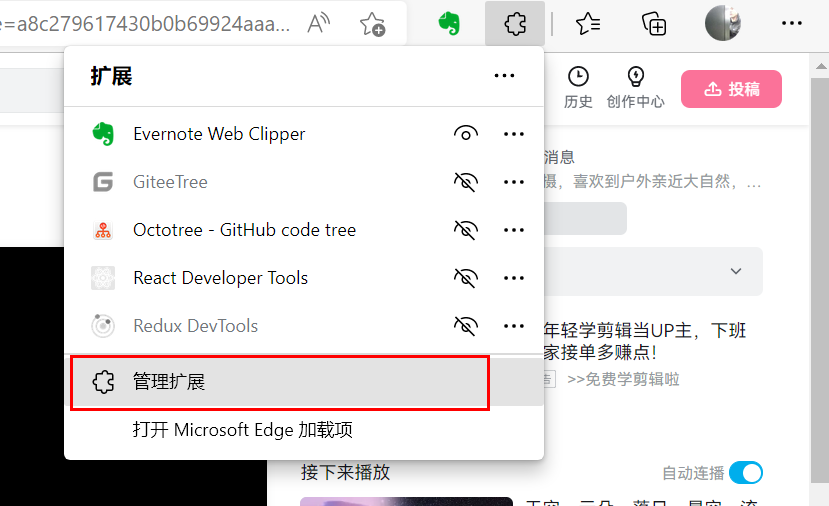 =a8c279617430b0b69924aaa...
扩展
Evernote Web Clipper
GiteeTree
Octotree - GitHub code tree
React Developer Tools
Redux DevTools
管理扩展
打开 Microsoft Edge 加载项
历史
创作中心
投稿
消息
摄，喜欢到户外亲近大自然，...
年轻学剪辑当UP主，下班
家接单多赚点！
告
>>免费学剪辑啦
接下来播放
自动连播